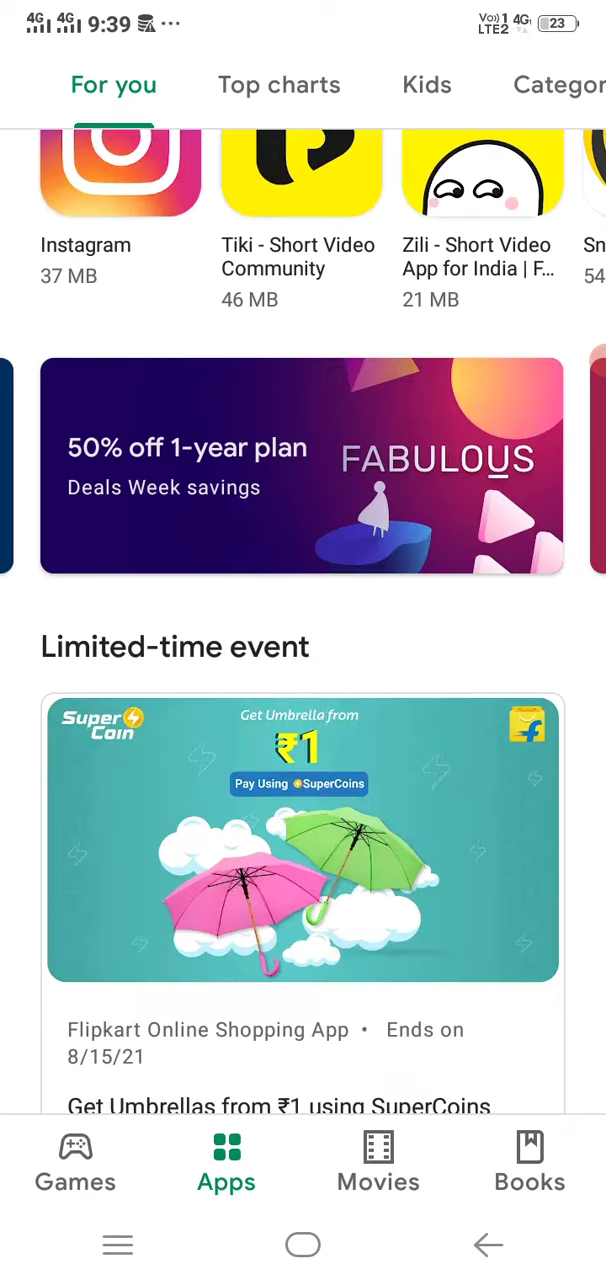 4G 4G 9:39 ... Vo)) 1 4G 23
LTE2
For you Top charts Kids Categor
Instagram Tiki - Short Video Zili - Short Video Sn
37 MB Community App for India | F... 54
46 MB 21 MB
50% off 1-year plan FABULOUS
Deals Week savings
Limited-time event
Super Coin
Get Umbrella from
₹1
Pay Using SuperCoins
Flipkart Online Shopping App • Ends on
8/15/21
Get Umbrellas from ₹1 using SuperCoins
Games Apps Movies Books